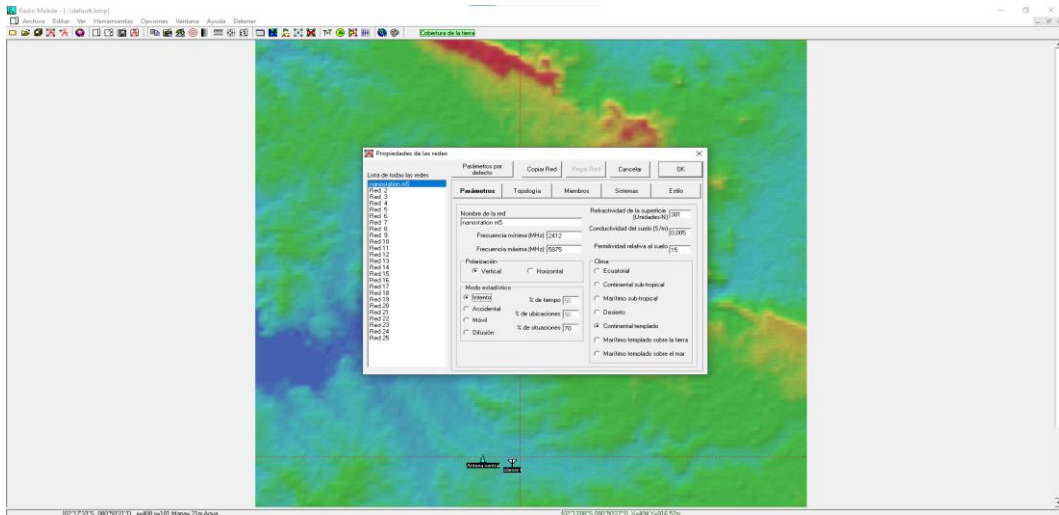 Radio Mobile - [..\default.bmp]
Archivo Editar Ver Herramientas Opciones Ventana Ayuda Detener
Cobertura de la tierra
Propiedades de las redes
Lista de todas las redes
nanostation m5
Red 2
Red 3
Red 4
Red 5
Red 6
Red 7
Red 8
Red 9
Red 10
Red 11
Red 12
Red 13
Red 14
Red 15
Red 16
Red 17
Red 18
Red 19
Red 20
Red 21
Red 22
Red 23
Red 24
Red 25
Parámetros por defecto
Copiar Red
Pegar Red
Cancelar
OK
Parámetros
Topología
Miembros
Sistemas
Estilo
Nombre de la red
nanostation m5
Frecuencia mínima (MHz) 2412
Frecuencia máxima (MHz) 5875
Polarización
Vertical
Horizontal
Modo estadístico
Intento
Accidental
Móvil
Difusión
% de tiempo 50
% de ubicaciones 50
% de situaciones 70
Refractividad de la superficie (Unidades-N) 301
Conductividad del suelo (S/m) 0,005
Permitividad relativa al suelo 15
Clima
Ecuatorial
Continental sub-tropical
Marítimo sub-tropical
Desierto
Continental templado
Marítimo templado sobre la tierra
Marítimo templado sobre el mar
Antena central
cliente